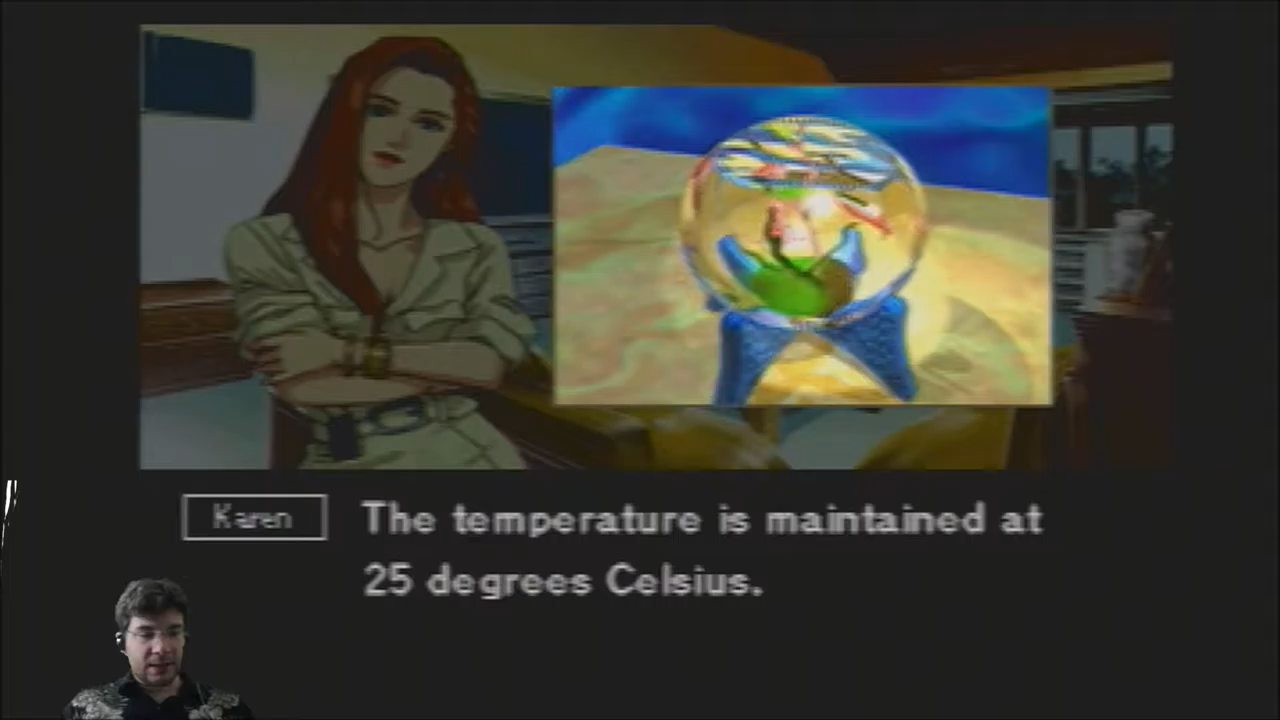 Karen
The temperature is maintained at
25 degrees Celsius.